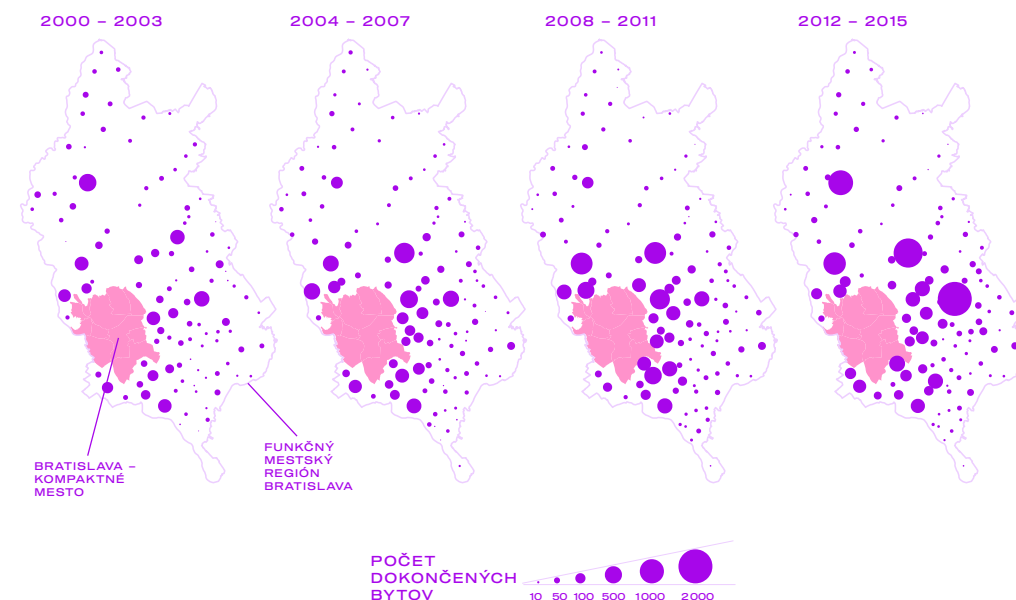 2000 – 2003
2004 – 2007
2008 – 2011
2012 – 2015
BRATISLAVA –
KOMPAKTNÉ
MESTO
FUNKČNÝ
MESTSKÝ
REGIÓN
BRATISLAVA
POČET
DOKONČENÝCH
BYTOV
10 50 100 500 1000 2000